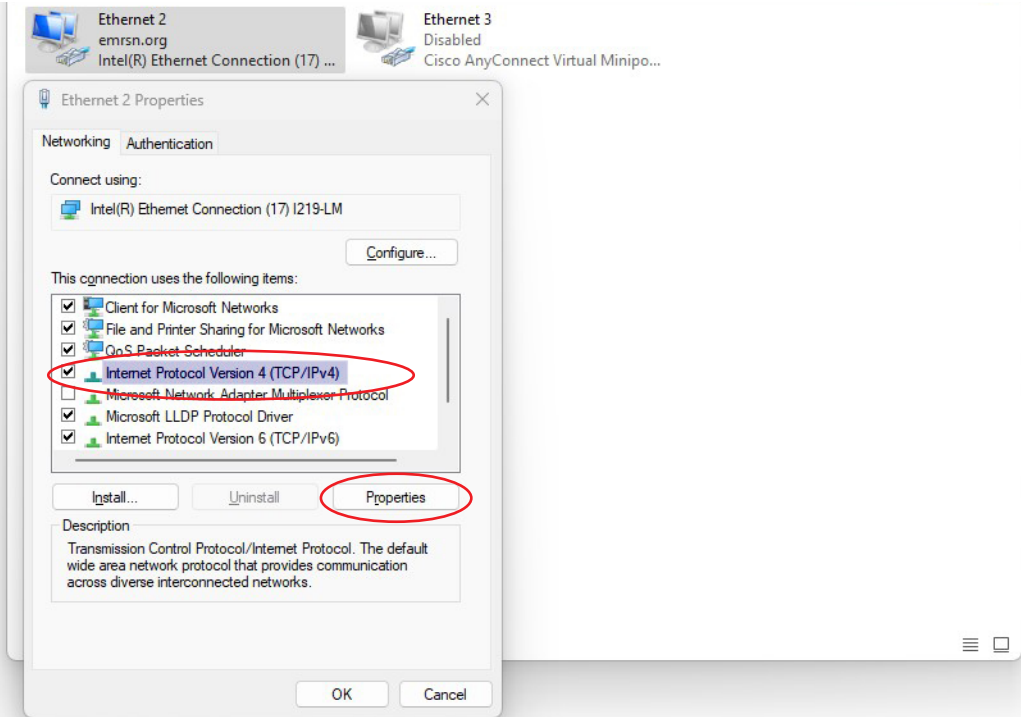 Ethernet 2
emrsn.org
Intel(R) Ethernet Connection (17) ...
Ethernet 3
Disabled
Cisco AnyConnect Virtual Minipo...
Ethernet 2 Properties
Networking
Authentication
Connect using:
Intel(R) Ethernet Connection (17) I219-LM
Configure...
This connection uses the following items:
Client for Microsoft Networks
File and Printer Sharing for Microsoft Networks
QoS Packet Scheduler
Internet Protocol Version 4 (TCP/IPv4)
Microsoft Network Adapter Multiplexor Protocol
Microsoft LLDP Protocol Driver
Internet Protocol Version 6 (TCP/IPv6)
Install...
Uninstall
Properties
Description
Transmission Control Protocol/Internet Protocol. The default
wide area network protocol that provides communication
across diverse interconnected networks.
OK
Cancel